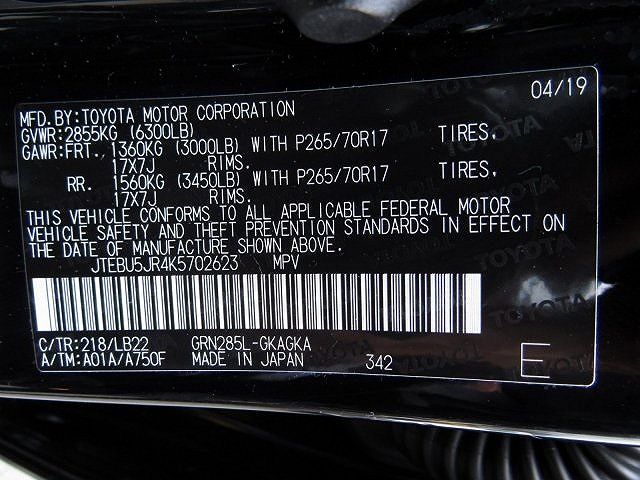 04/19
MFD.BY:TOYOTA MOTOR CORPORATION
GVWR:2855KG (6300LB)
GAWR:FRT. 1360KG (3000LB) WITH P265/70R17 TIRES,
17X7J RIMS.
RR. 1560KG (3450LB) WITH P265/70R17 TIRES,
17X7J RIMS.
THIS VEHICLE CONFORMS TO ALL APPLICABLE FEDERAL MOTOR
VEHICLE SAFETY AND THEFT PREVENTION STANDARDS IN EFFECT ON
THE DATE OF MANUFACTURE SHOWN ABOVE.
JTEBU5JR4K5702623 MPV
C/TR:218/LB22 GRN285L-GKAGKA
A/TM:A01A/A750F MADE IN JAPAN 342 E